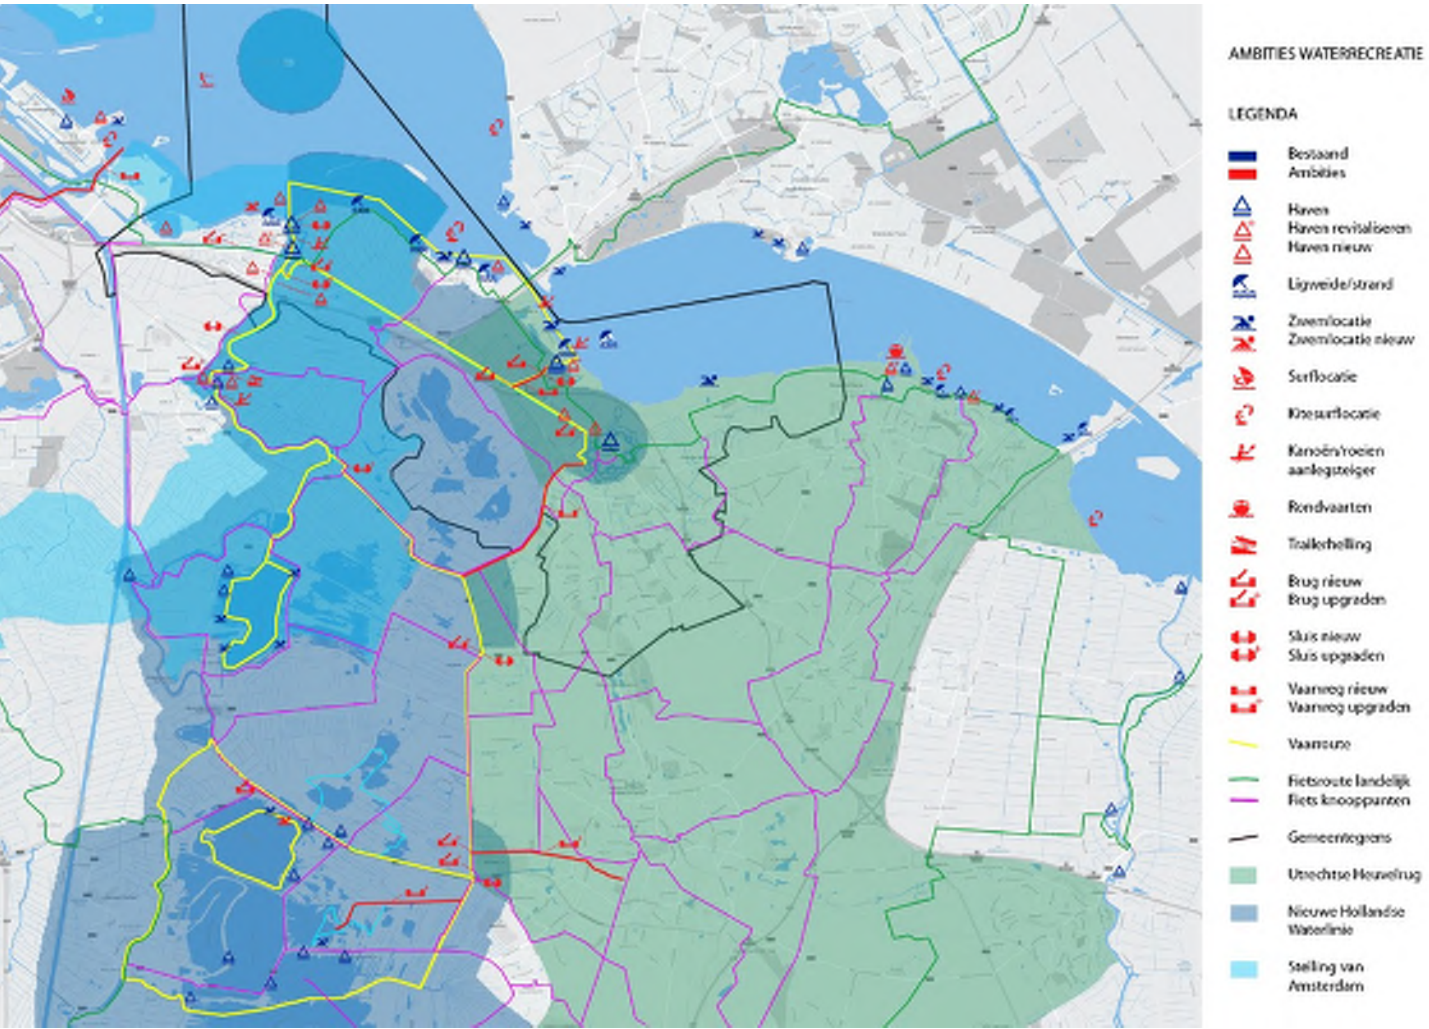 AMBITIES WATERRECREATIE
LEGENDA
Bestaand
Ambities
Haven
Haven revitaliseren
Haven nieuw
Ligweide/strand
Zwemlocatie
Zwemlocatie nieuw
Surflocatie
Kitesurflocatie
Kanoën/roeien
aanlegsteiger
Rondvaarten
Trailerhelling
Brug nieuw
Brug upgraden
Sluis nieuw
Sluis upgraden
Vaarweg nieuw
Vaarweg upgraden
Vaarroute
Fietsroute landelijk
Fiets knooppunten
Gemeentegrens
Utrechtse Heuvelrug
Nieuwe Hollandse
Waterlinie
Stelling van
Amsterdam